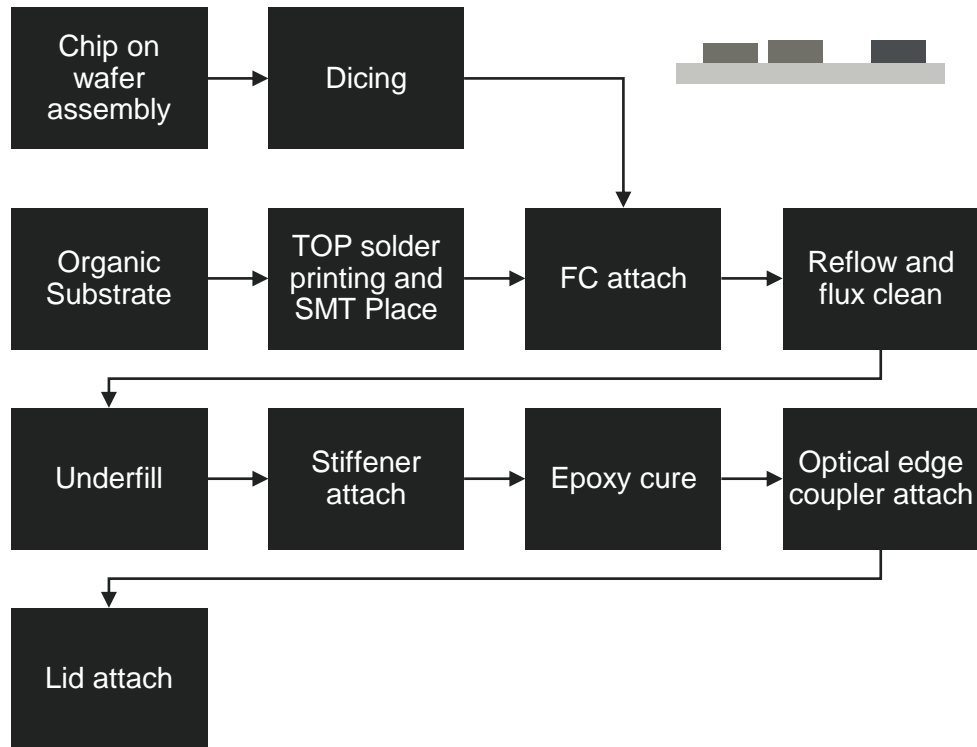 Chip on
wafer
assembly
Dicing
Organic
Substrate
TOP solder
printing and
SMT Place
FC attach
Reflow and
flux clean
Underfill
Stiffener
attach
Epoxy cure
Optical edge
coupler attach
Lid attach